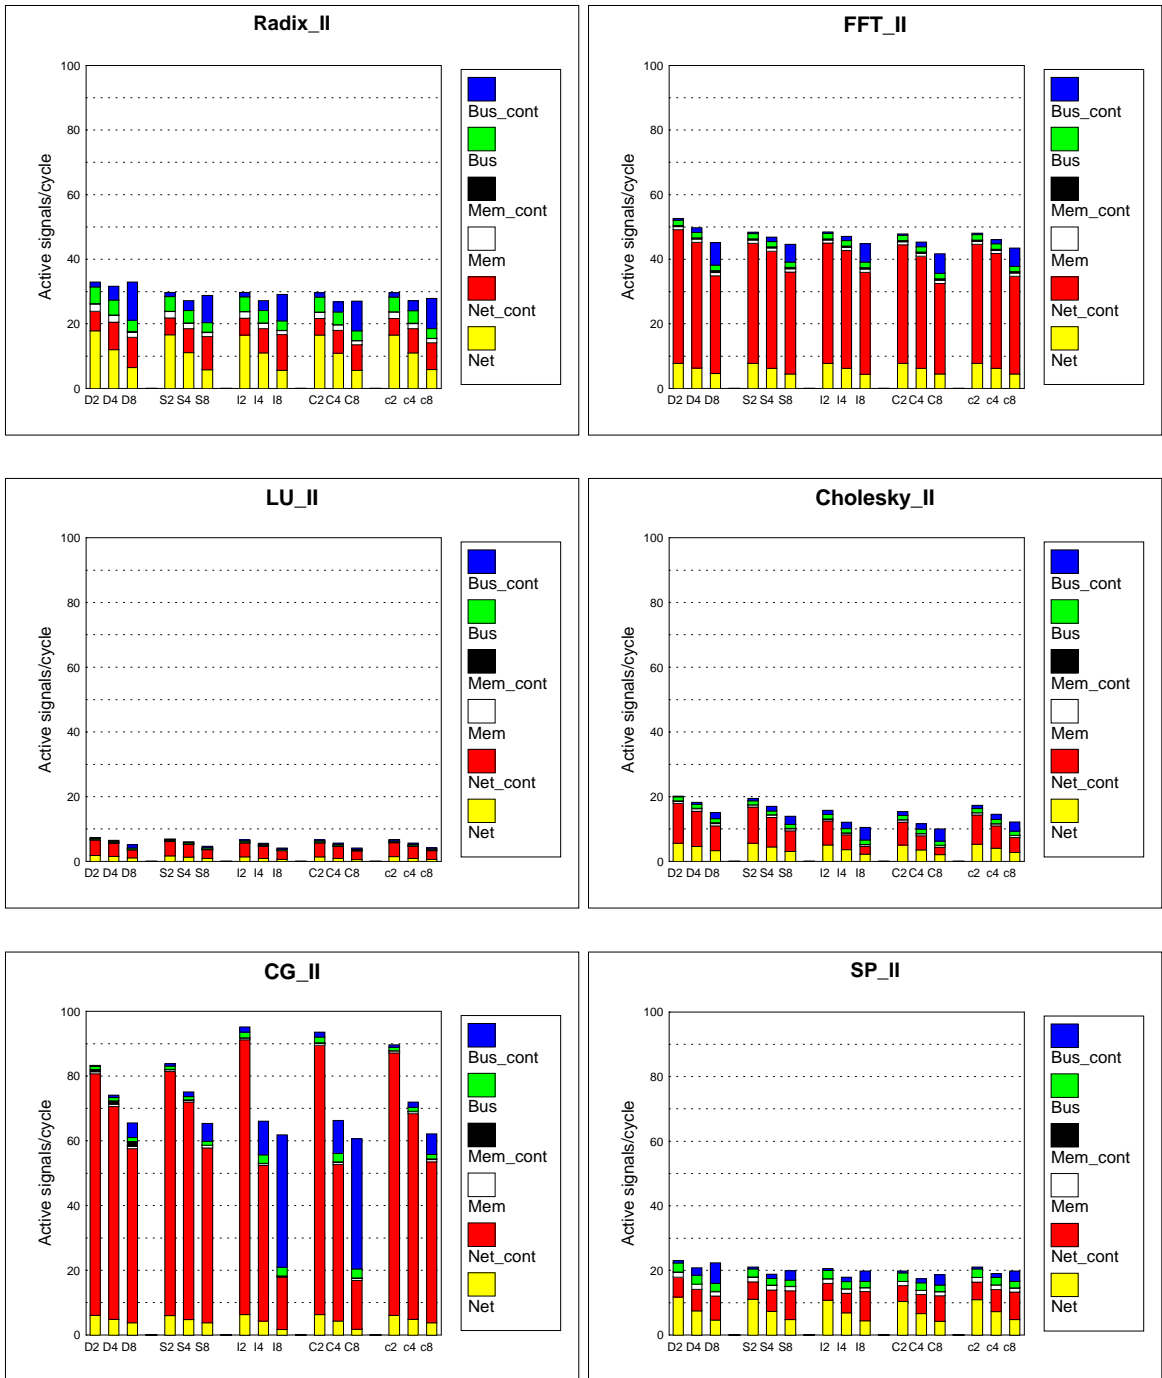 Radix_II
Active signals/cycle
100
80
60
40
20
0
D2 D4 D8 S2 S4 S8 I2 I4 I8 C2 C4 C8 c2 c4 c8
Bus_cont
Bus
Mem_cont
Mem
Net_cont
Net
FFT_II
Active signals/cycle
100
80
60
40
20
0
D2 D4 D8 S2 S4 S8 I2 I4 I8 C2 C4 C8 c2 c4 c8
Bus_cont
Bus
Mem_cont
Mem
Net_cont
Net
LU_II
Active signals/cycle
100
80
60
40
20
0
D2 D4 D8 S2 S4 S8 I2 I4 I8 C2 C4 C8 c2 c4 c8
Bus_cont
Bus
Mem_cont
Mem
Net_cont
Net
Cholesky_II
Active signals/cycle
100
80
60
40
20
0
D2 D4 D8 S2 S4 S8 I2 I4 I8 C2 C4 C8 c2 c4 c8
Bus_cont
Bus
Mem_cont
Mem
Net_cont
Net
CG_II
Active signals/cycle
100
80
60
40
20
0
D2 D4 D8 S2 S4 S8 I2 I4 I8 C2 C4 C8 c2 c4 c8
Bus_cont
Bus
Mem_cont
Mem
Net_cont
Net
SP_II
Active signals/cycle
100
80
60
40
20
0
D2 D4 D8 S2 S4 S8 I2 I4 I8 C2 C4 C8 c2 c4 c8
Bus_cont
Bus
Mem_cont
Mem
Net_cont
Net